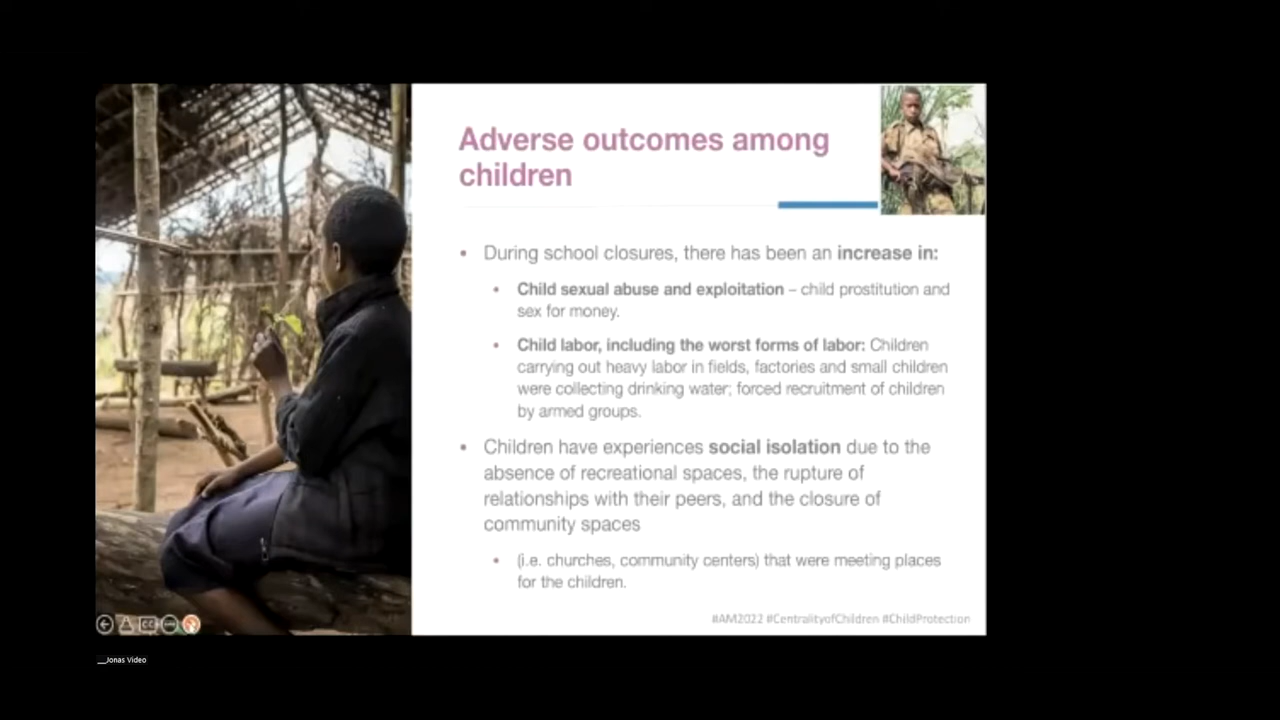 Adverse outcomes among
children
• During school closures, there has been an increase in:
• Child sexual abuse and exploitation – child prostitution and
sex for money.
• Child labor, including the worst forms of labor: Children
carrying out heavy labor in fields, factories and small children
were collecting drinking water; forced recruitment of children
by armed groups.
• Children have experiences social isolation due to the
absence of recreational spaces, the rupture of
relationships with their peers, and the closure of
community spaces
• (i.e. churches, community centers) that were meeting places
for the children.
#AM2022 #CentralityofChildren #ChildProtection
CC
__Jonas Video